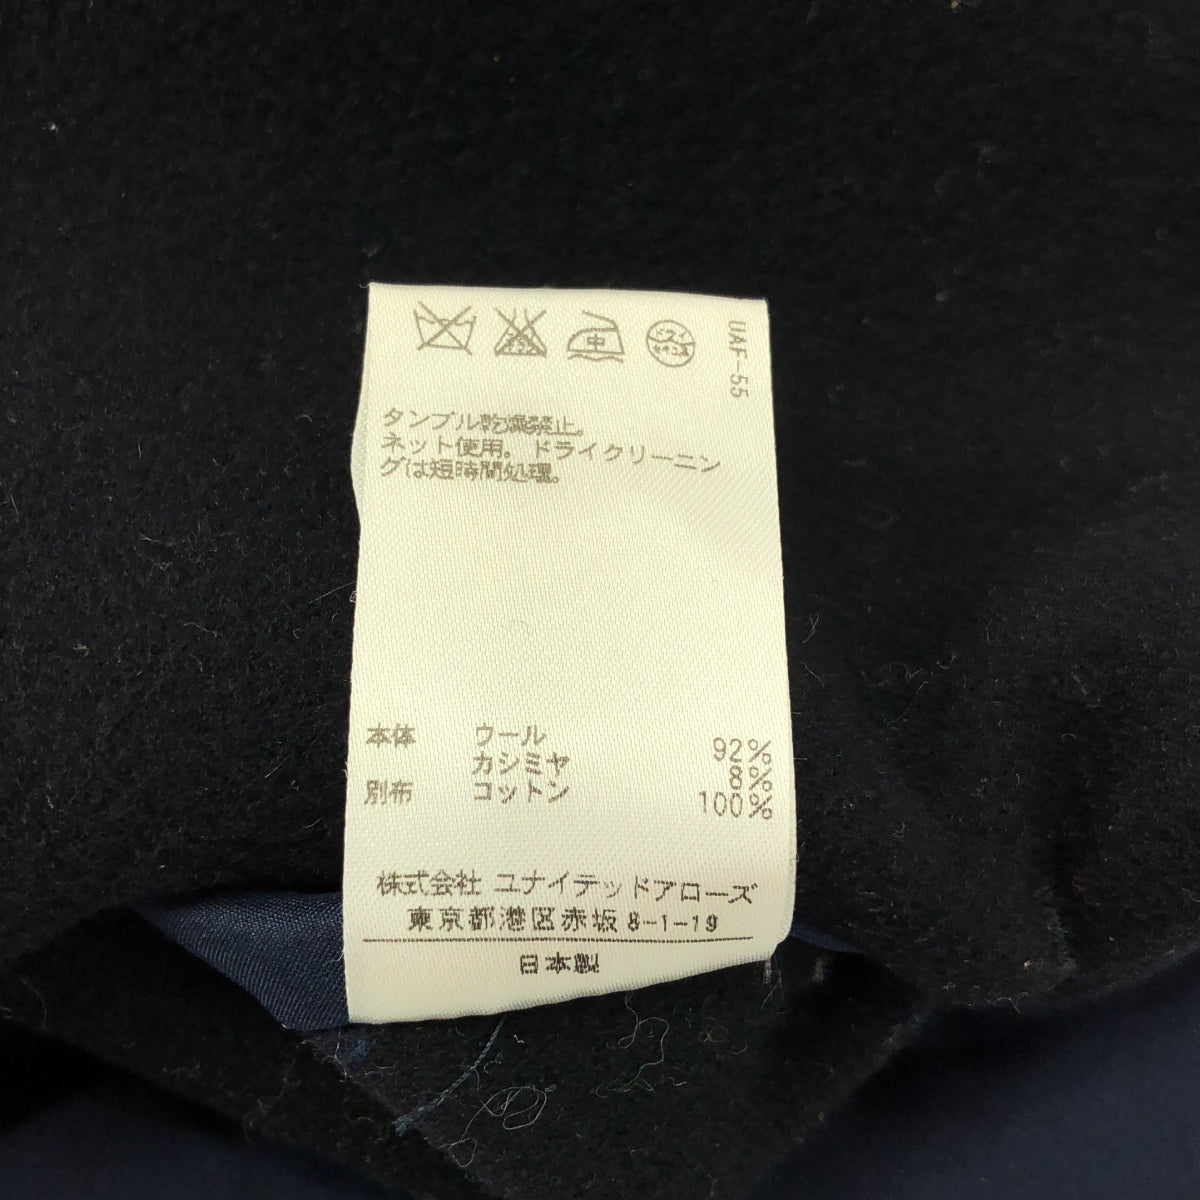 UAF-55
中
タンブル乾燥禁止。
ネット使用。ドライクリーニン
グは短時間処理。
本体 ウール 92%
カシミヤ 8%
別布 コットン 100%
株式会社 ユナイテッドアローズ
東京都港区赤坂8-1-19
日本製